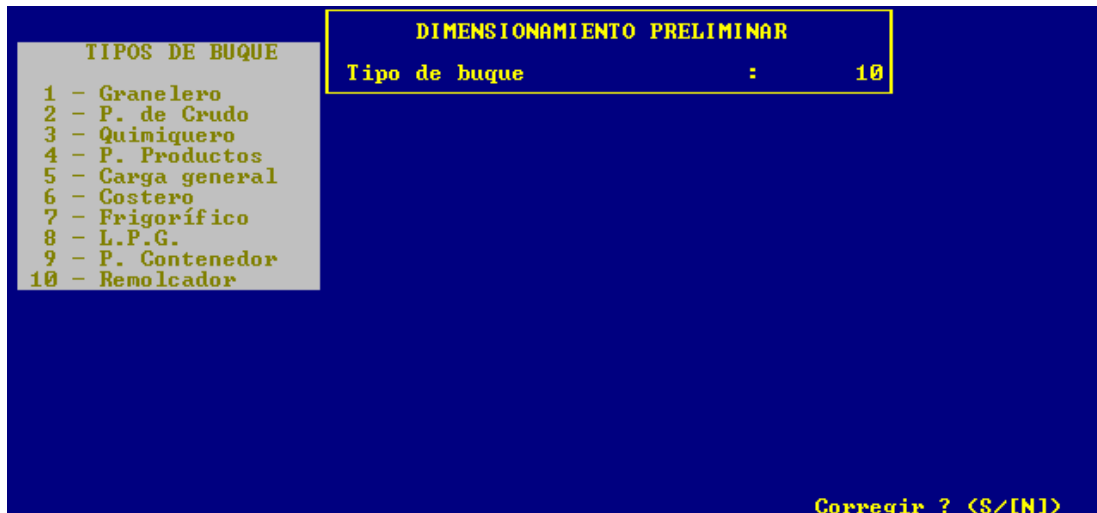 DIMENSIONAMIENTO PRELIMINAR
Tipo de buque : 10
TIPOS DE BUQUE
1 - Granelero
2 - P. de Crudo
3 - Quimiquero
4 - P. Productos
5 - Carga general
6 - Costero
7 - Frigorífico
8 - L.P.G.
9 - P. Contenedor
10 - Remolcador
Corregir ? (S/[N])